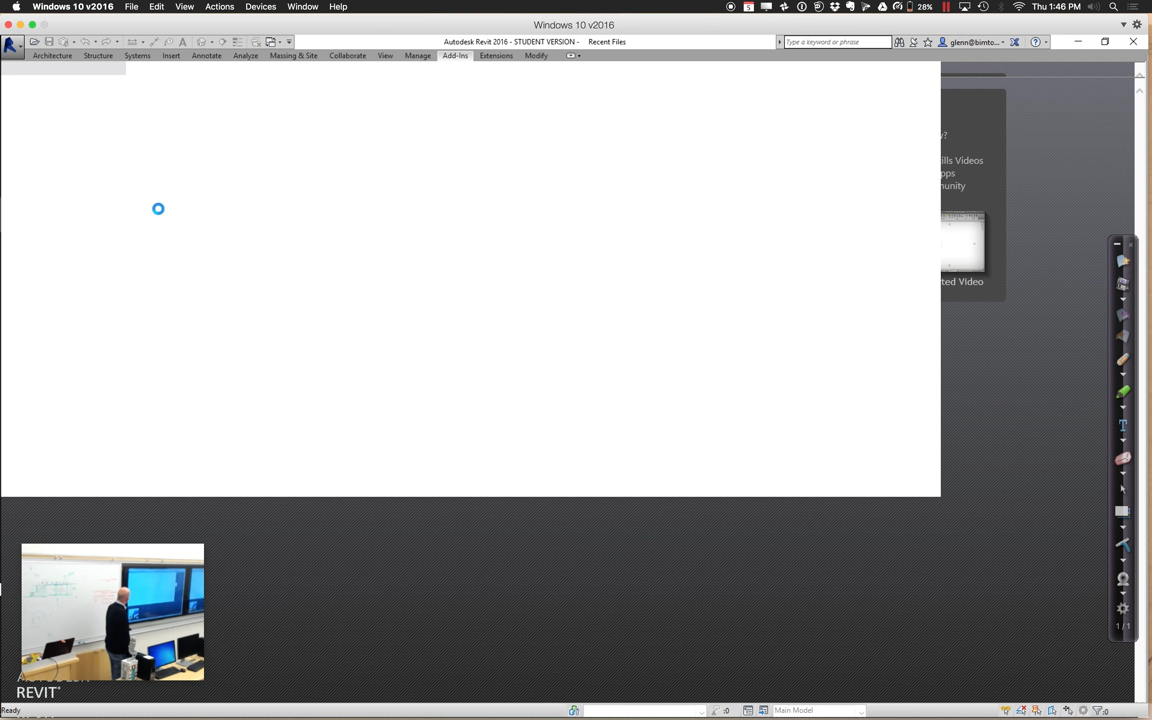 Windows 10 v2016 File Edit View Actions Devices Window Help 5 28% Thu 1:46 PM
Windows 10 v2016
Autodesk Revit 2016 - STUDENT VERSION - Recent Files Type a keyword or phrase glenn@bimto...
Architecture Structure Systems Insert Annotate Analyze Massing & Site Collaborate View Manage Add-Ins Extensions Modify
?
ills Videos
pps
munity
ted Video
T
1 / 1
REVIT
Ready :0 Main Model :0